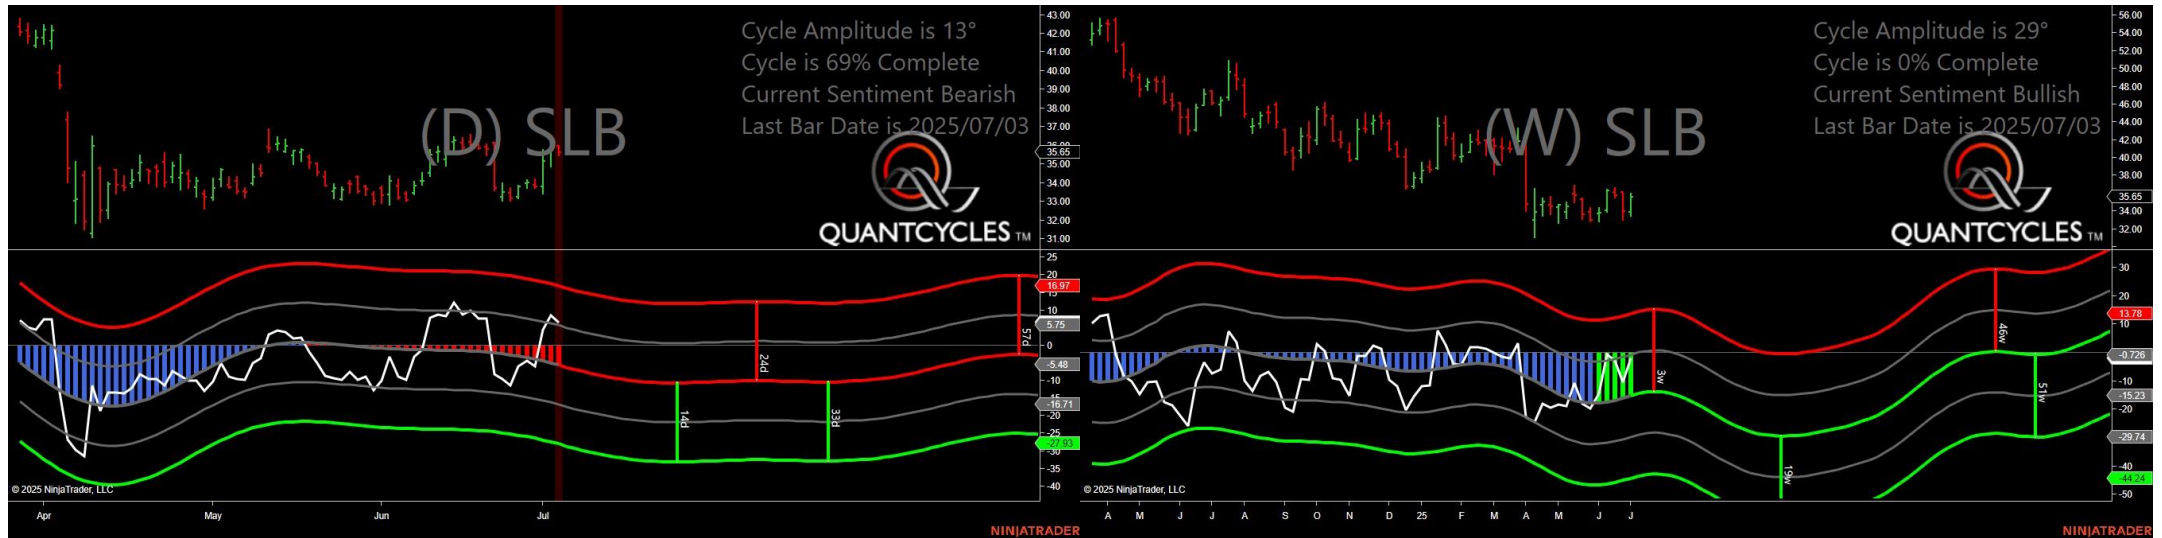 Cycle Amplitude is 13°
Cycle is 69% Complete
Current Sentiment Bearish
Last Bar Date is 2025/07/03
(D) SLB
QUANTCYCLES TM
43.00
42.00
41.00
40.00
39.00
38.00
37.00
35.65
35.00
34.00
33.00
32.00
31.00
25
20
16.97
15
10
5.75
0
-5.48
-10
-16.71
-25
-27.93
-30
-35
-40
14d
24d
33d
57d
© 2025 NinjaTrader, LLC
Apr May Jun Jul
NINJATRADER
Cycle Amplitude is 29°
Cycle is 0% Complete
Current Sentiment Bullish
Last Bar Date is 2025/07/03
(W) SLB
QUANTCYCLES TM
56.00
54.00
52.00
50.00
48.00
46.00
44.00
42.00
40.00
38.00
35.65
34.00
32.00
30
20
13.78
10
-0.726
-10
-15.23
-20
-29.74
-40
-44.24
-50
3w
19w
46w
51w
© 2025 NinjaTrader, LLC
A M J J A S O N D 25 F M A M J J
NINJATRADER